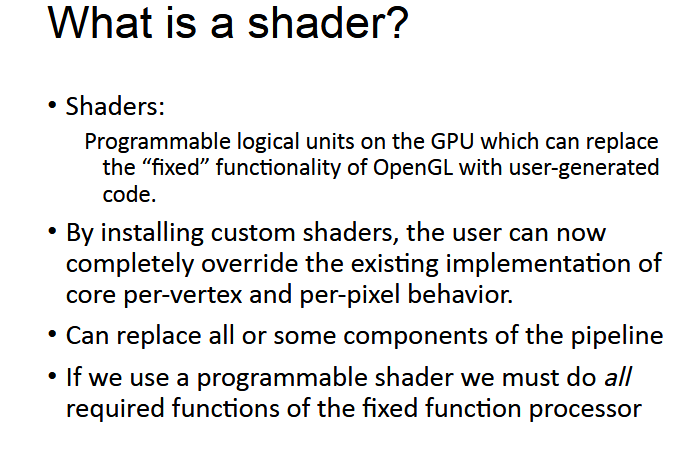 What is a shader?
• Shaders:
Programmable logical units on the GPU which can replace
the “fixed” functionality of OpenGL with user-generated
code.
• By installing custom shaders, the user can now
completely override the existing implementation of
core per-vertex and per-pixel behavior.
• Can replace all or some components of the pipeline
• If we use a programmable shader we must do all
required functions of the fixed function processor